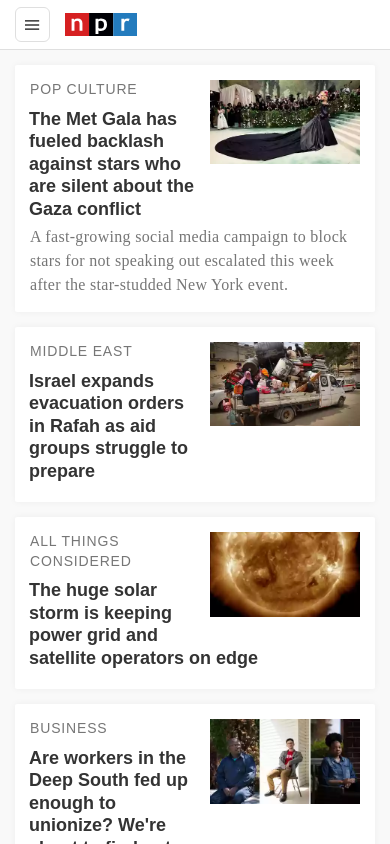 npr
POP CULTURE
The Met Gala has
fueled backlash
against stars who
are silent about the
Gaza conflict
A fast-growing social media campaign to block
stars for not speaking out escalated this week
after the star-studded New York event.
MIDDLE EAST
Israel expands
evacuation orders
in Rafah as aid
groups struggle to
prepare
ALL THINGS
CONSIDERED
The huge solar
storm is keeping
power grid and
satellite operators on edge
BUSINESS
Are workers in the
Deep South fed up
enough to
unionize? We're